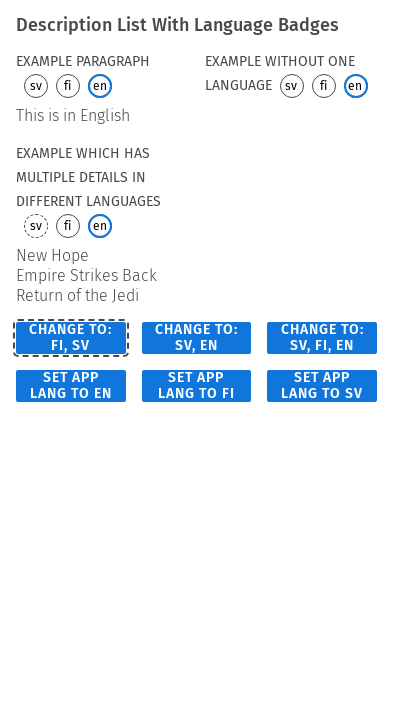 Description List With Language Badges
EXAMPLE PARAGRAPH
sv fi en
This is in English
EXAMPLE WITHOUT ONE
LANGUAGE sv fi en
EXAMPLE WHICH HAS
MULTIPLE DETAILS IN
DIFFERENT LANGUAGES
sv fi en
New Hope
Empire Strikes Back
Return of the Jedi
CHANGE TO:
FI, SV
CHANGE TO:
SV, EN
CHANGE TO:
SV, FI, EN
SET APP
LANG TO EN
SET APP
LANG TO FI
SET APP
LANG TO SV